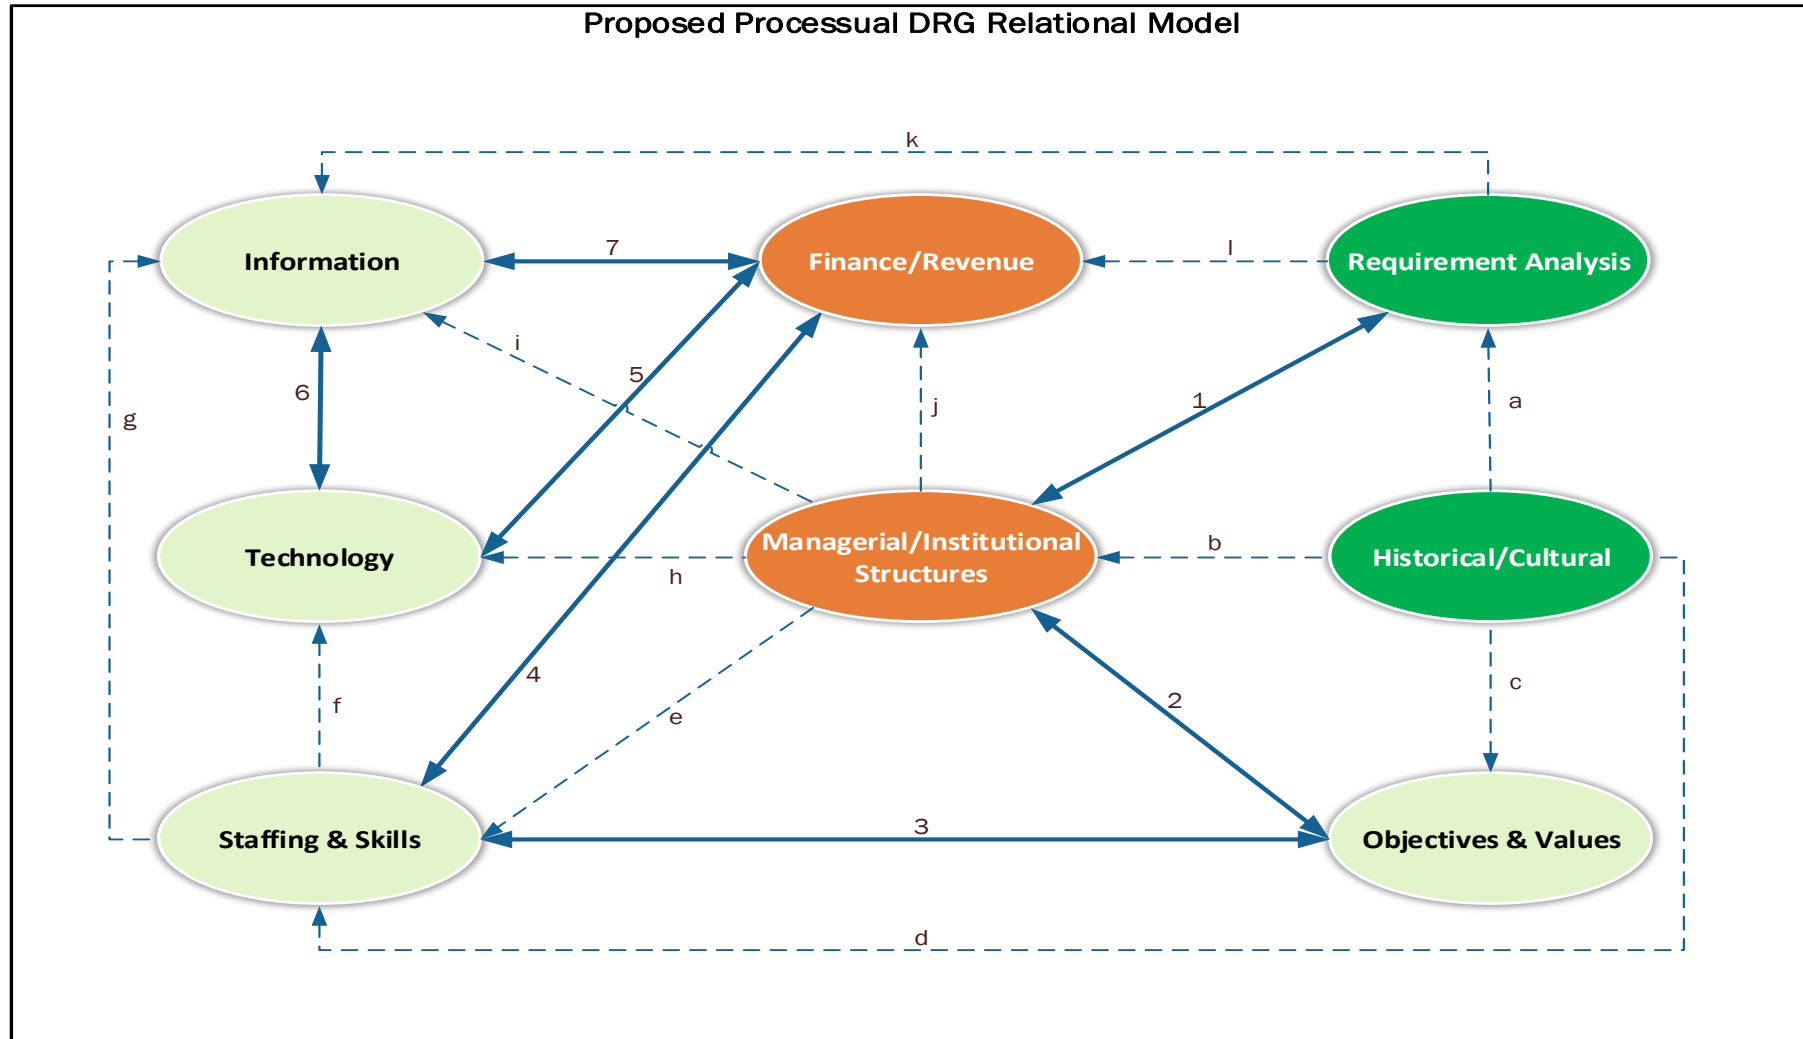 Proposed Processual DRG Relational Model
k
Information
7
Finance/Revenue
l
Requirement Analysis
i
5
6
g
j
1
a
Technology
h
Managerial/Institutional
Structures
b
Historical/Cultural
4
f
e
2
c
Staffing & Skills
3
Objectives & Values
d